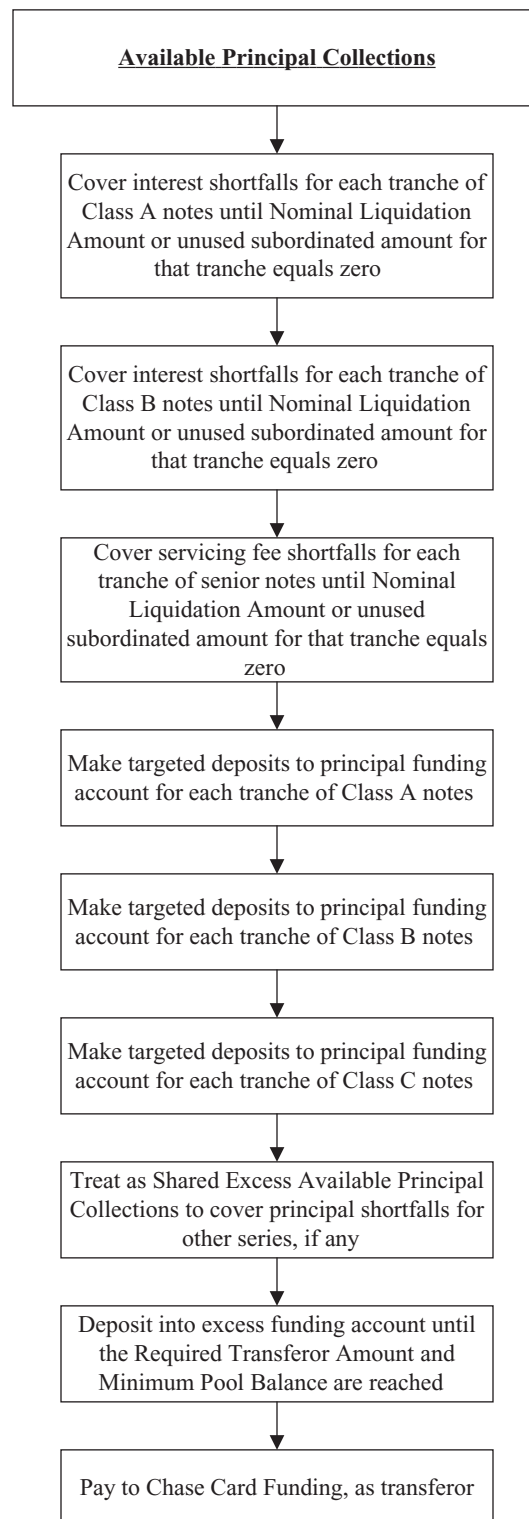 Available Principal Collections
Cover interest shortfalls for each tranche of
Class A notes until Nominal Liquidation
Amount or unused subordinated amount for
that tranche equals zero
Cover interest shortfalls for each tranche of
Class B notes until Nominal Liquidation
Amount or unused subordinated amount for
that tranche equals zero
Cover servicing fee shortfalls for each
tranche of senior notes until Nominal
Liquidation Amount or unused
subordinated amount for that tranche equals
zero
Make targeted deposits to principal funding
account for each tranche of Class A notes
Make targeted deposits to principal funding
account for each tranche of Class B notes
Make targeted deposits to principal funding
account for each tranche of Class C notes
Treat as Shared Excess Available Principal
Collections to cover principal shortfalls for
other series, if any
Deposit into excess funding account until
the Required Transferor Amount and
Minimum Pool Balance are reached
Pay to Chase Card Funding, as transferor